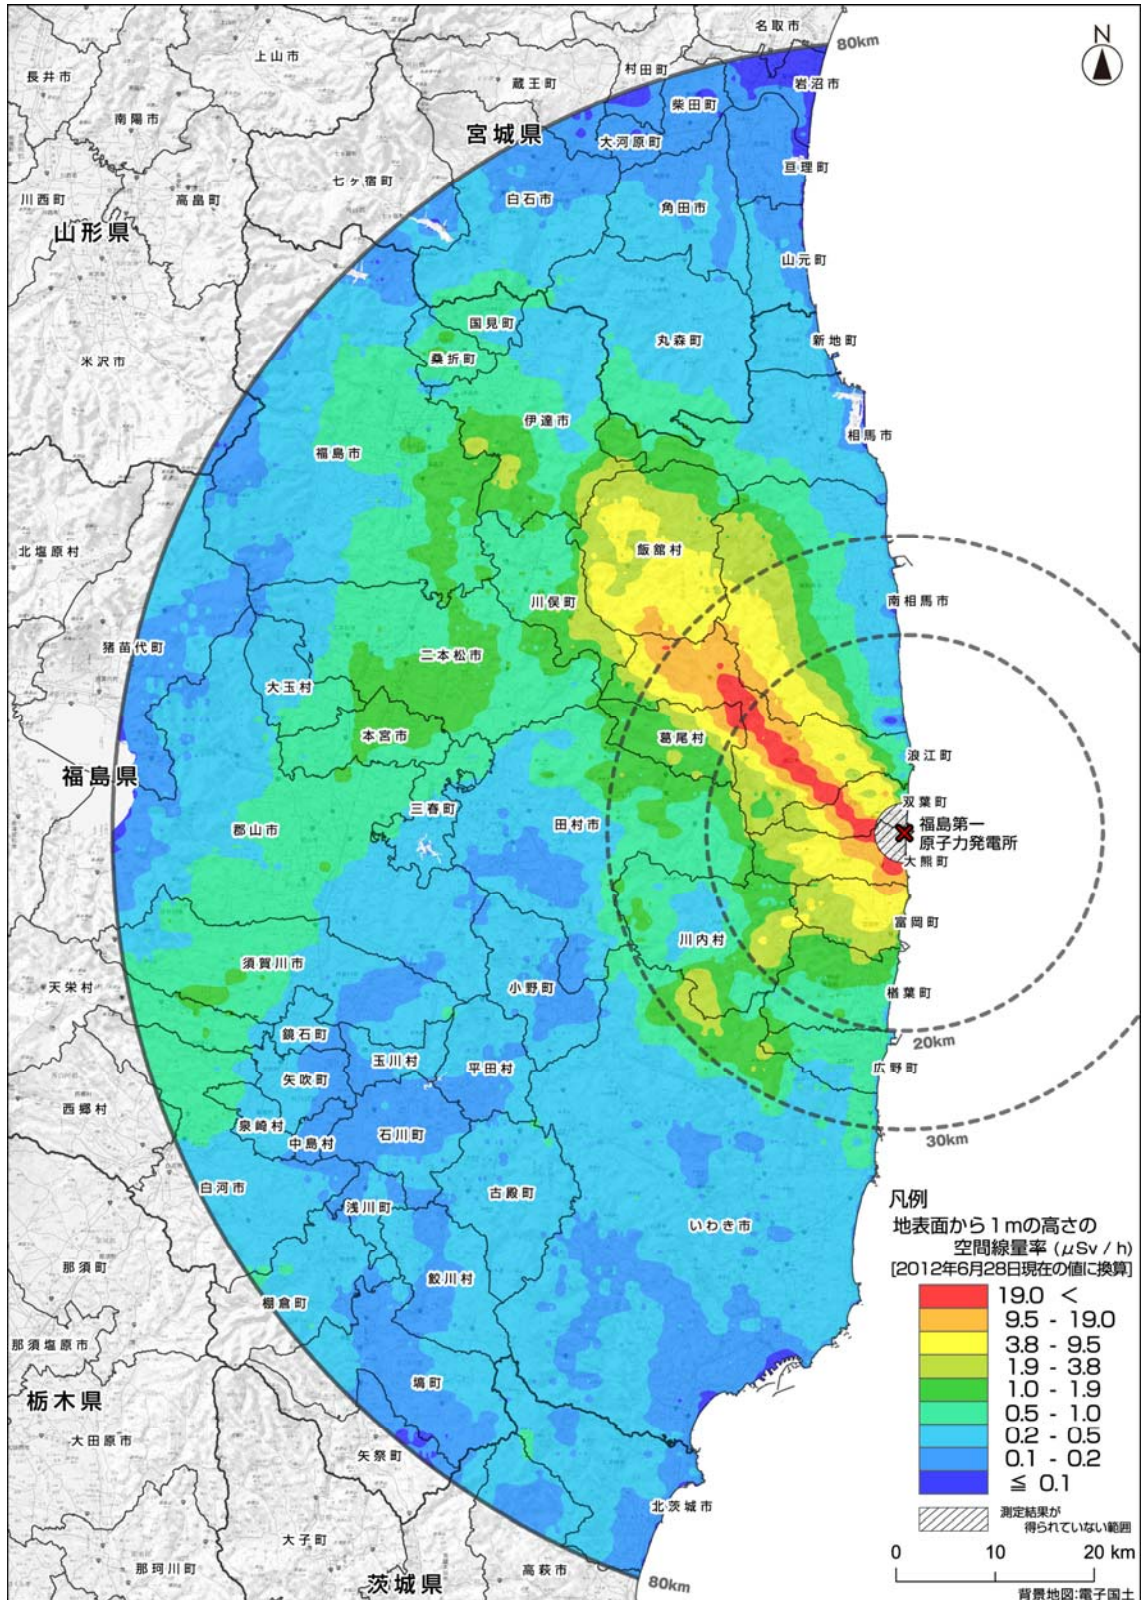 名取市
80km
N
上山市
村田町
長井市
蔵王町
岩沼市
柴田町
南陽市
宮城県
大河原町
亘理町
七ヶ宿町
川西町
高畠町
白石市
角田市
山形県
山元町
国見町
丸森町
新地町
米沢市
桑折町
伊達市
相馬市
福島市
飯舘村
北塩原村
川俣町
南相馬市
猪苗代町
二本松市
大玉村
本宮市
葛尾村
浪江町
福島県
双葉町
三春町
郡山市
田村市
福島第一
原子力発電所
大熊町
富岡町
川内村
須賀川市
天栄村
小野町
楢葉町
鏡石町
20km
玉川村
平田村
広野町
矢吹町
西郷村
泉崎村
石川町
中島村
30km
白河市
古殿町
浅川町
いわき市
那須町
鮫川村
棚倉町
那須塩原市
塙町
栃木県
大田原市
矢祭町
北茨城市
大子町
那珂川町
高萩市
茨城県
80km
凡例
地表面から1mの高さの
空間線量率 (μSv / h)
[2012年6月28日現在の値に換算]
19.0 <
9.5 - 19.0
3.8 - 9.5
1.9 - 3.8
1.0 - 1.9
0.5 - 1.0
0.2 - 0.5
0.1 - 0.2
≦ 0.1
測定結果が
得られていない範囲
0 10 20 km
背景地図:電子国土